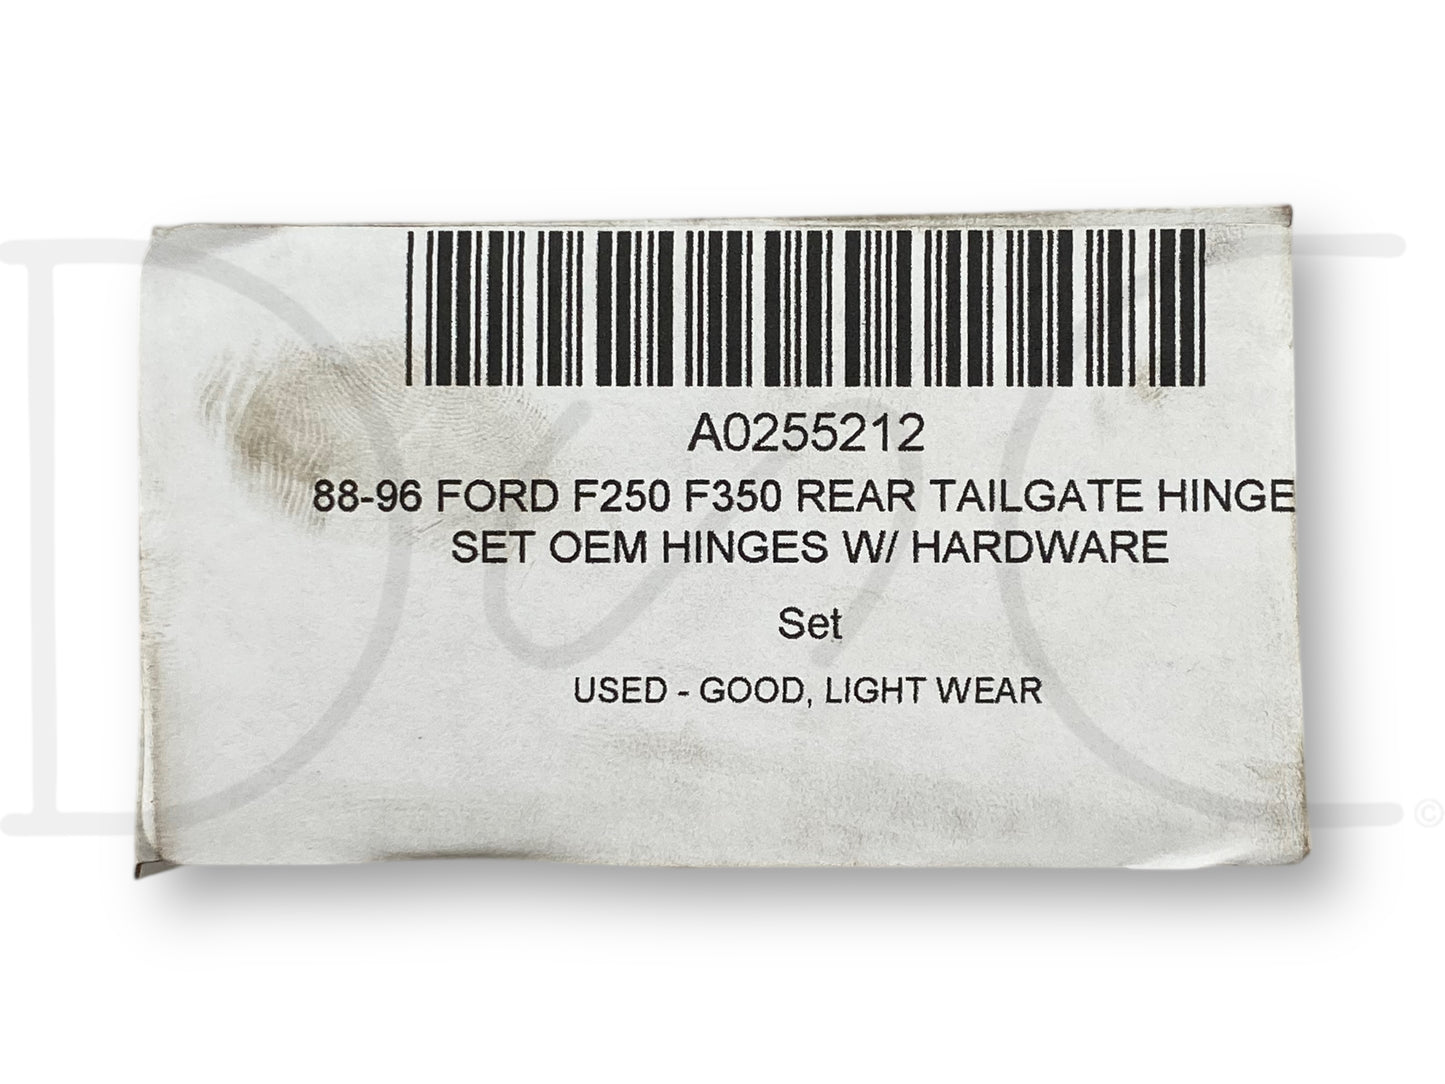 A0255212
88-96 FORD F250 F350 REAR TAILGATE HINGE
SET OEM HINGES W/ HARDWARE
Set
USED - GOOD, LIGHT WEAR
©